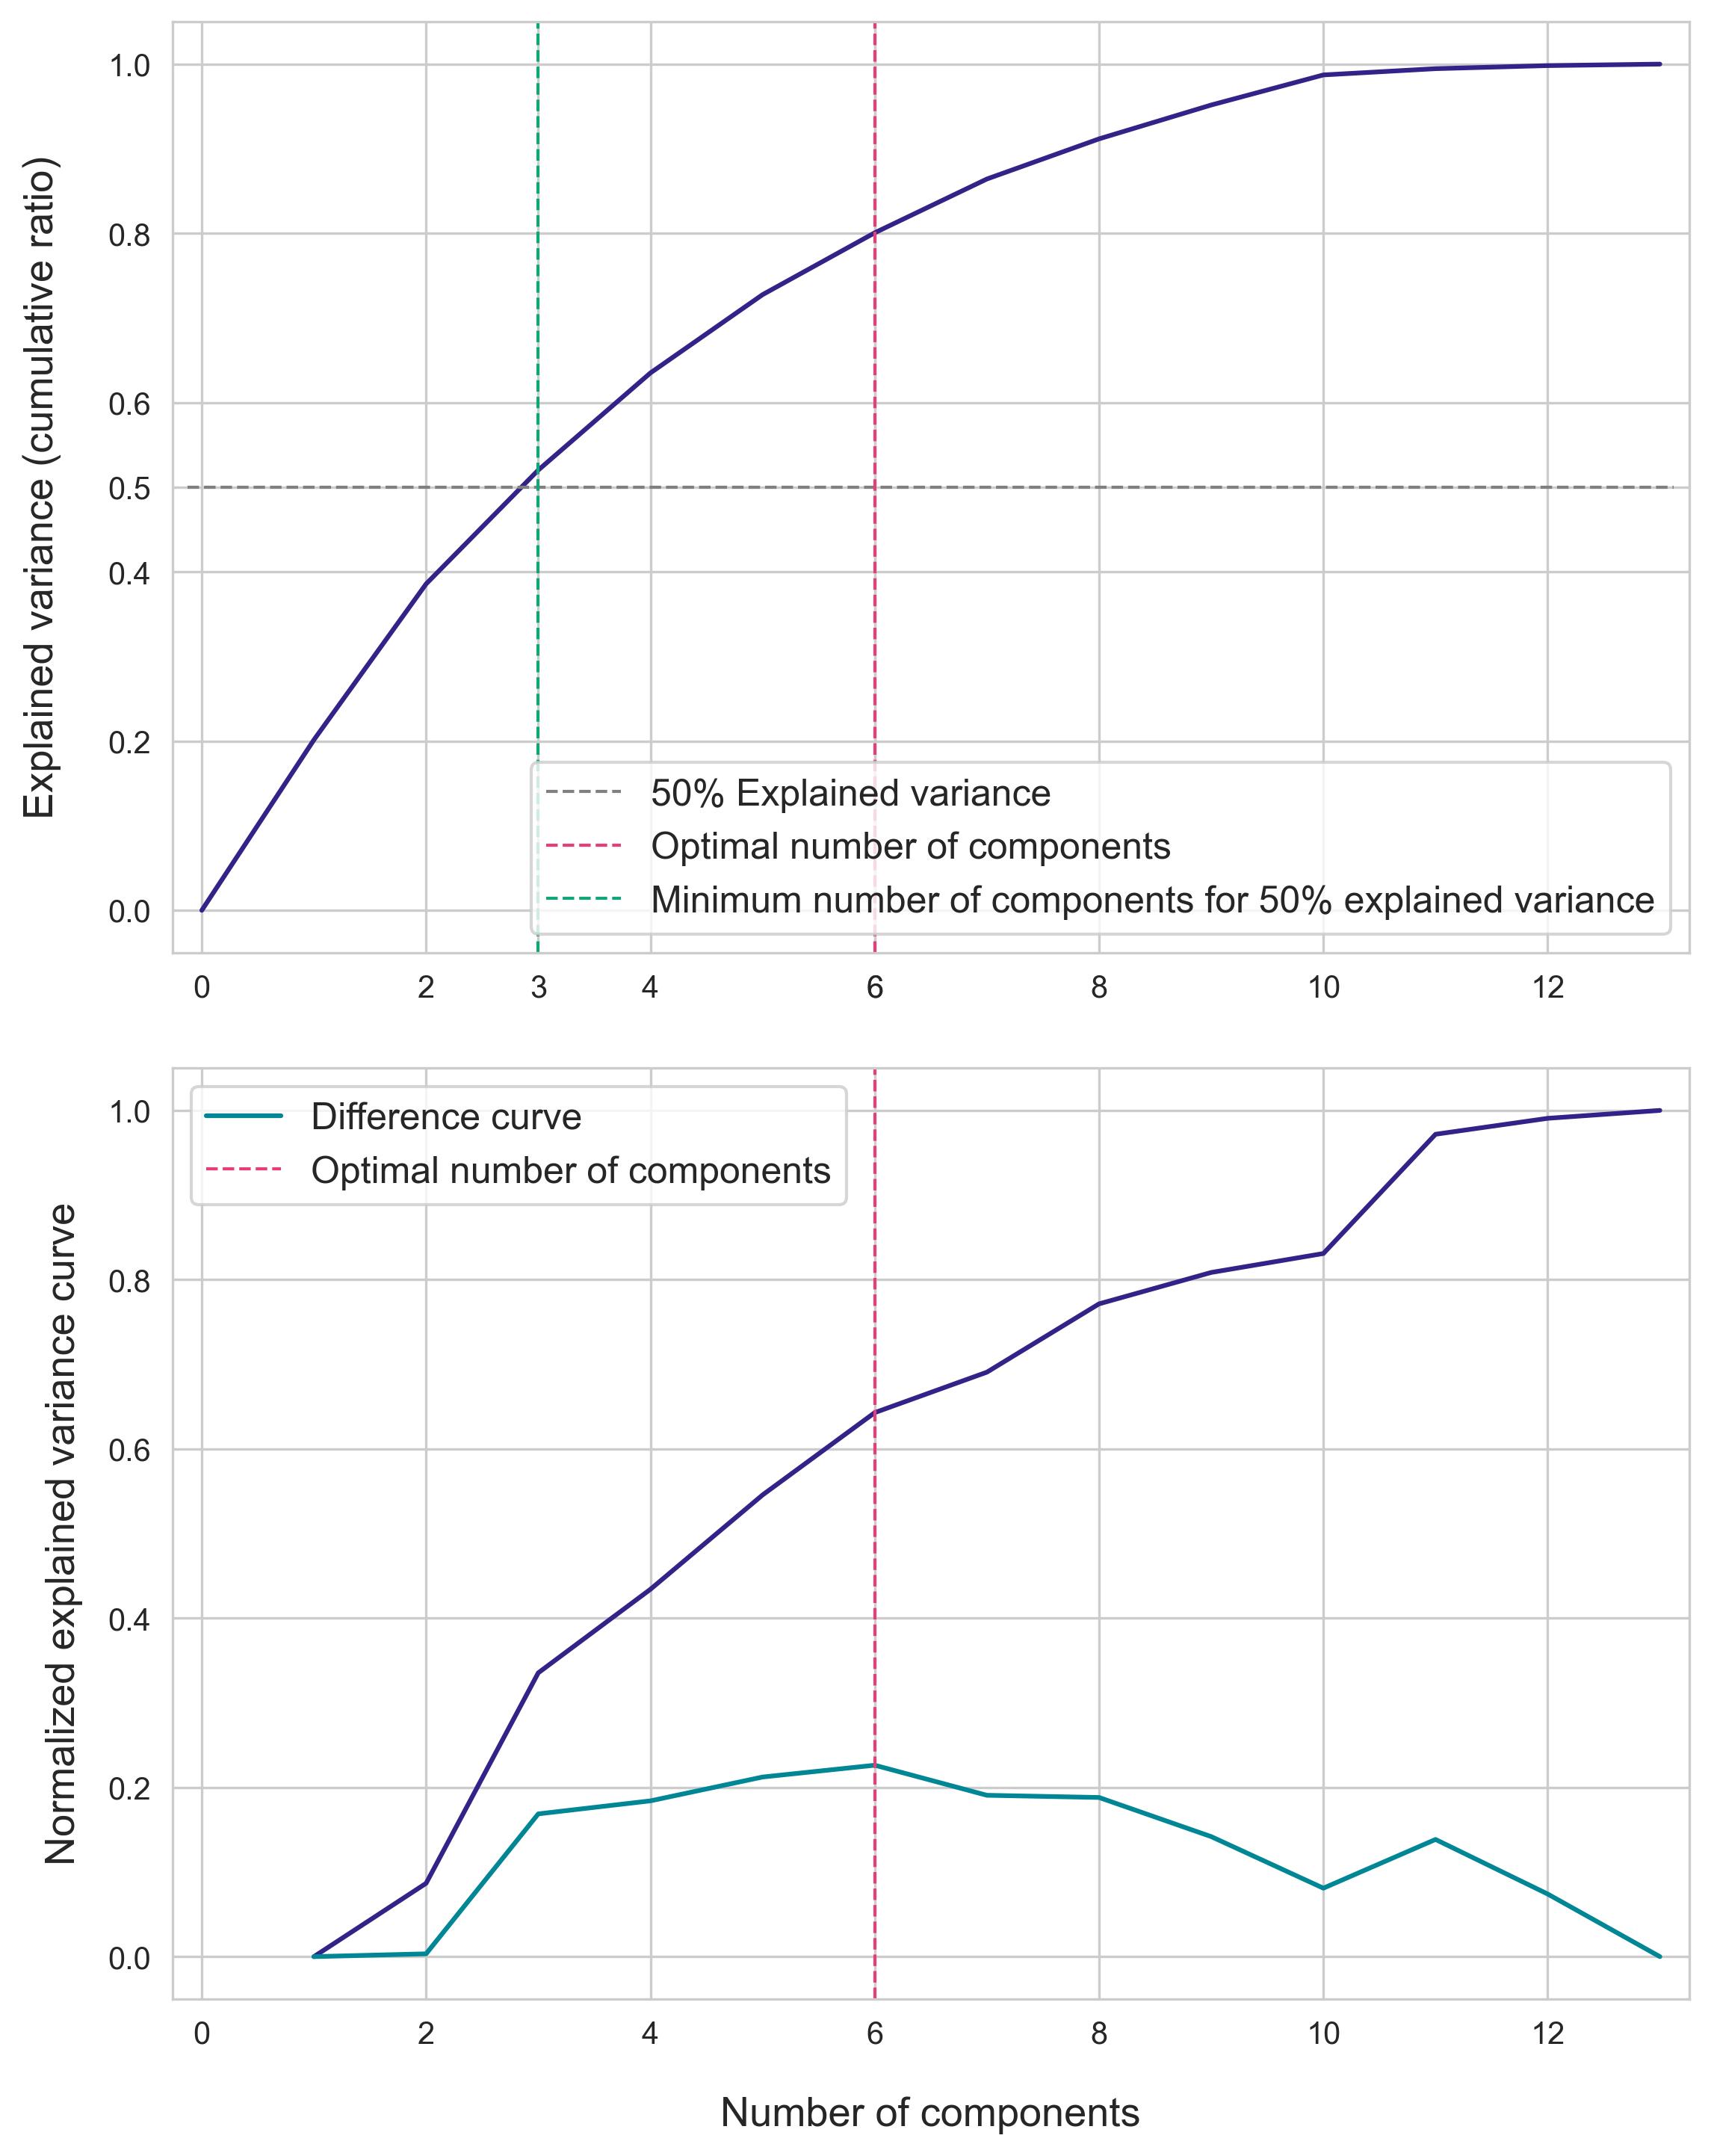 Explained variance (cumulative ratio)
1.0
0.8
0.6
0.5
0.4
0.2
0.0
50% Explained variance
Optimal number of components
Minimum number of components for 50% explained variance
0 2 3 4 6 8 10 12
Normalized explained variance curve
1.0
0.8
0.6
0.4
0.2
0.0
Difference curve
Optimal number of components
0 2 4 6 8 10 12
Number of components